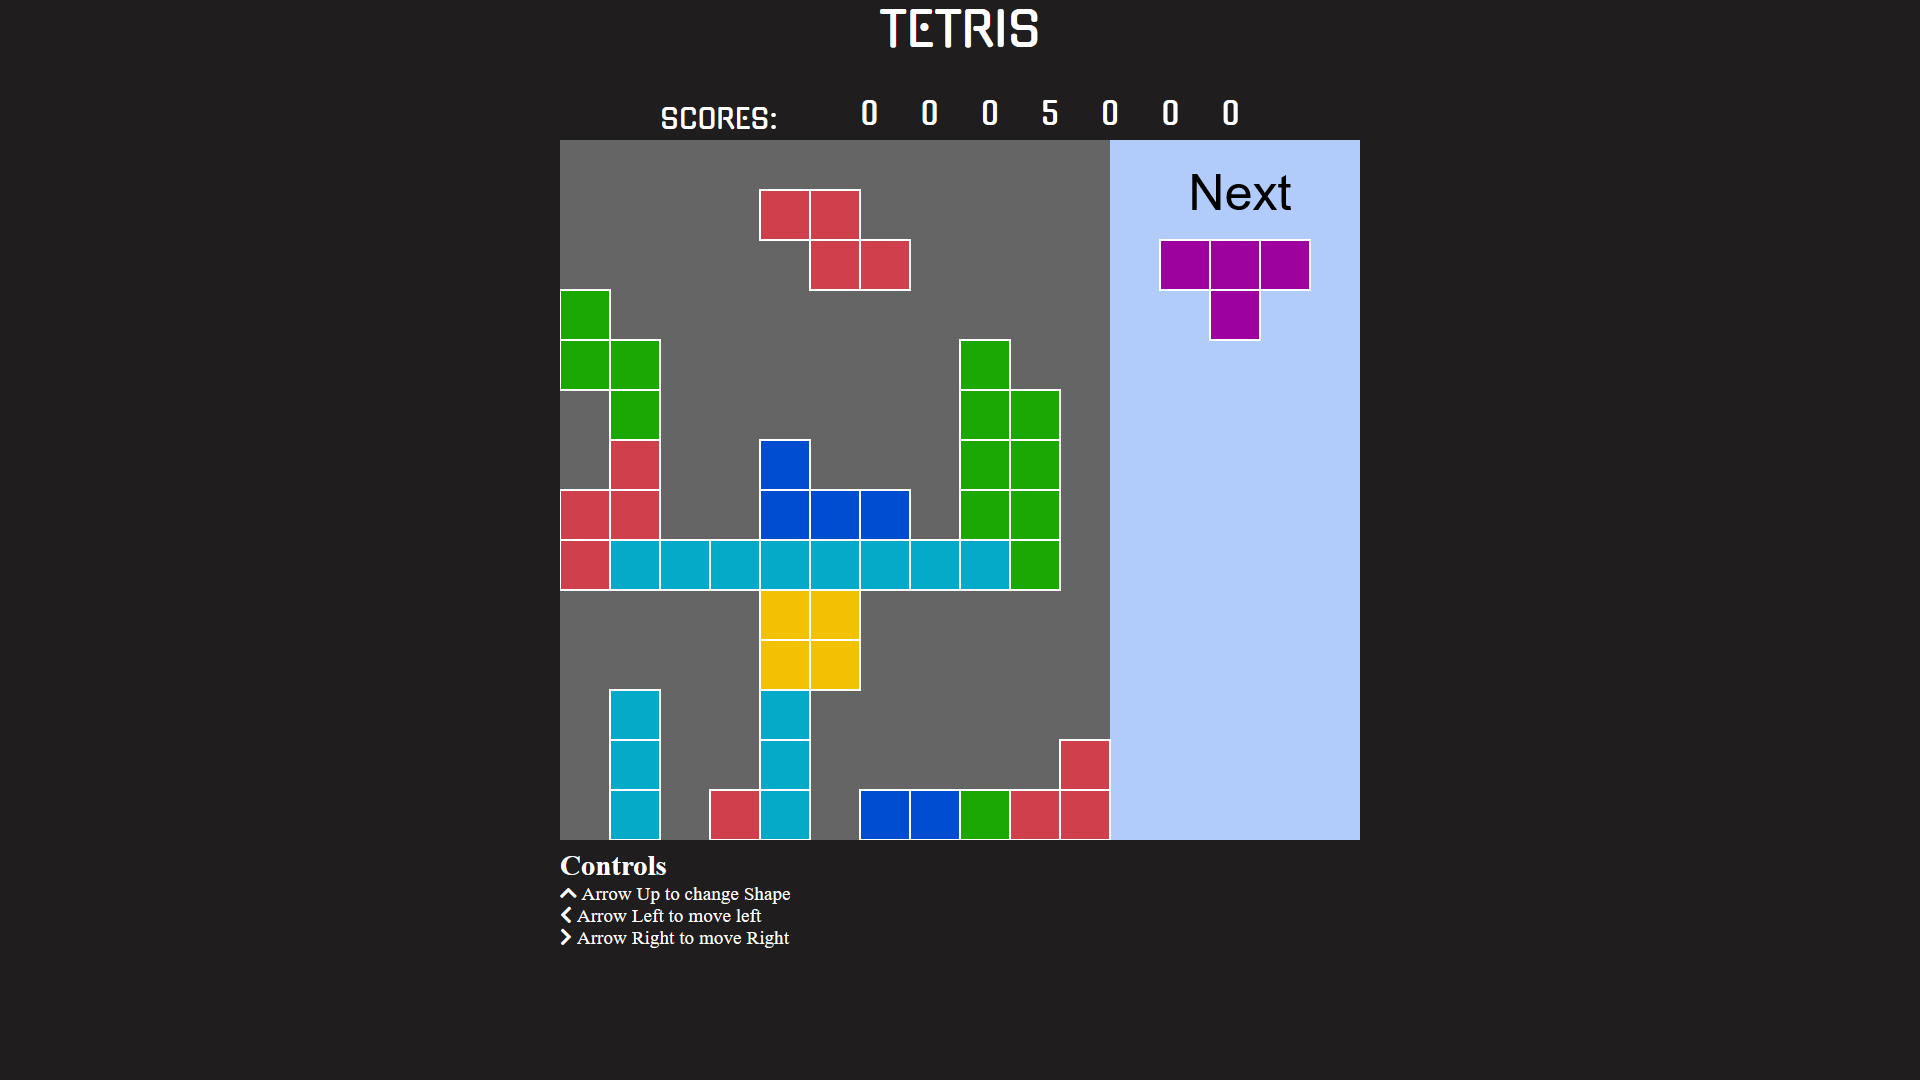 TETRIS
SCORES: 0 0 0 5 0 0 0
Next
Controls
Arrow Up to change Shape
Arrow Left to move left
Arrow Right to move Right